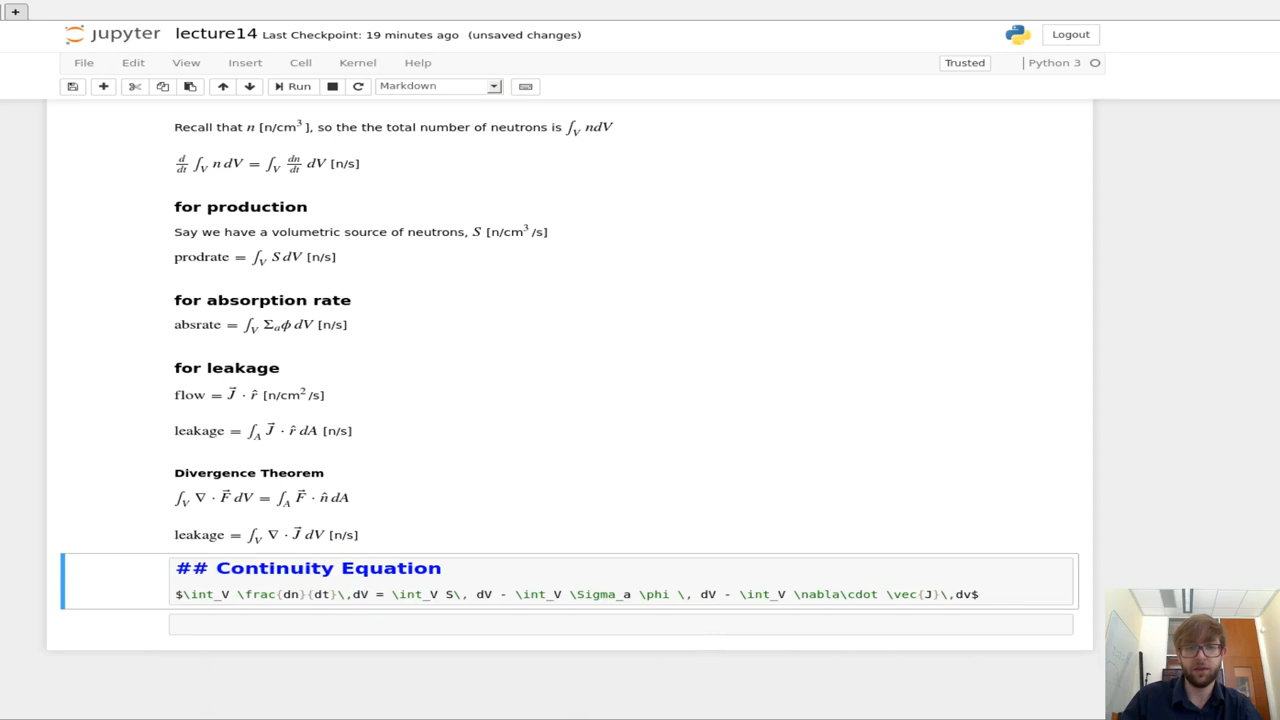 +
jupyter lecture14 Last Checkpoint: 19 minutes ago (unsaved changes) Logout
File Edit View Insert Cell Kernel Help Trusted | Python 3 O
Run Markdown
Recall that n [n/cm³ ], so the the total number of neutrons is ∫_V ndV
d/dt ∫_V n dV = ∫_V dn/dt dV [n/s]
for production
Say we have a volumetric source of neutrons, S [n/cm³ /s]
prodrate = ∫_V S dV [n/s]
for absorption rate
absrate = ∫_V Σ_a ϕ dV [n/s]
for leakage
flow = J⃗ · r̂ [n/cm² /s]
leakage = ∫_A J⃗ · r̂ dA [n/s]
Divergence Theorem
∫_V ∇ · F⃗ dV = ∫_A F⃗ · n̂ dA
leakage = ∫_V ∇ · J⃗ dV [n/s]
## Continuity Equation
$\int_V \frac{dn}{dt}\,dV = \int_V S\, dV - \int_V \Sigma_a \phi \, dV - \int_V \nabla\cdot \vec{J}\,dv$